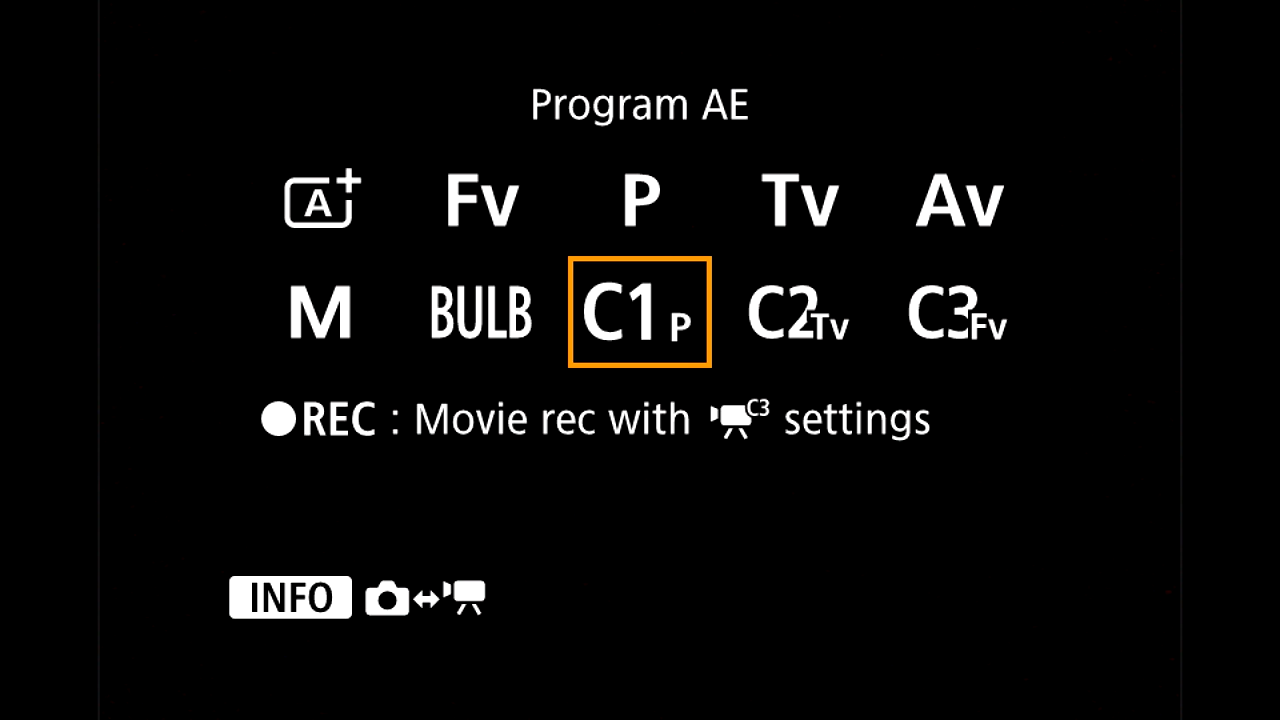 Program AE
A+ Fv P Tv Av
M BULB C1 P C2 Tv C3 Fv
REC : Movie rec with C3 settings
INFO